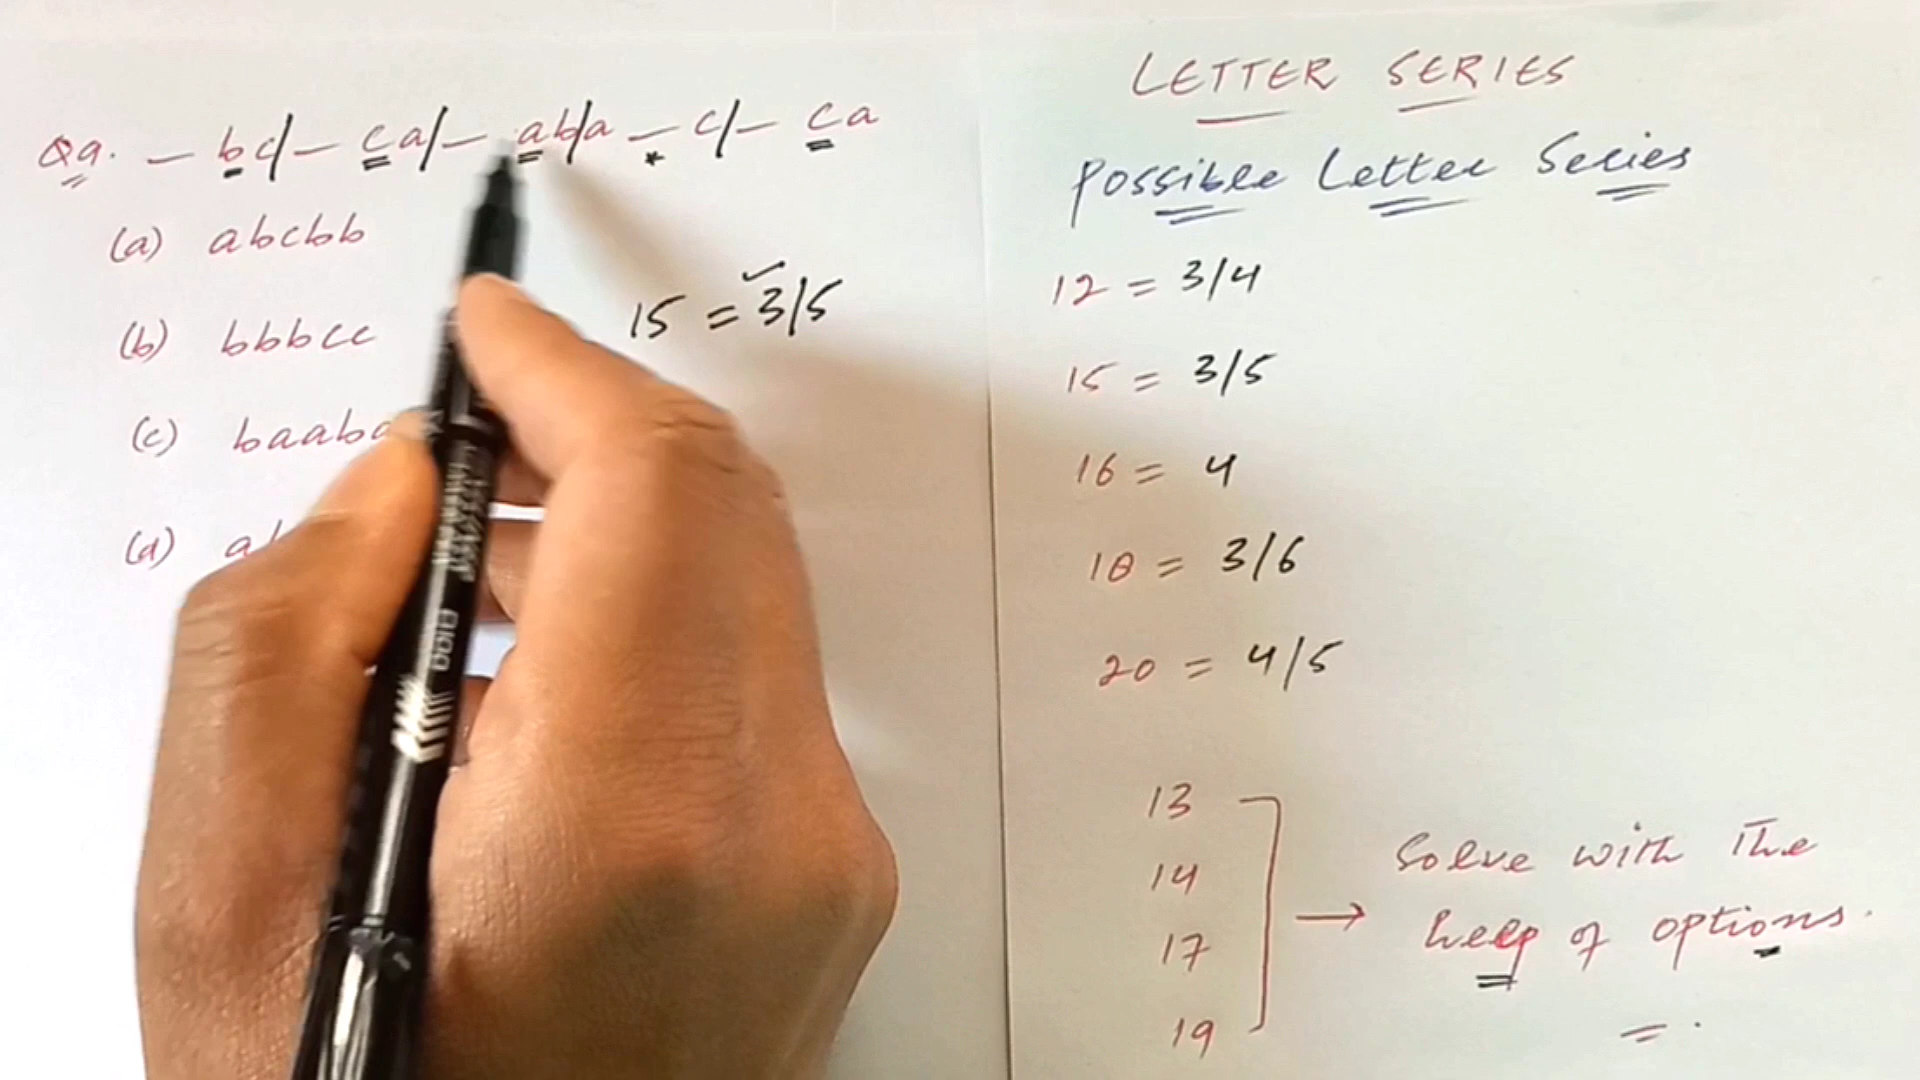 Q9. _ bc/_ ca/_ ab/a _ c/_ ca
(a) abcbb
(b) bbbcc
(c) baaba
(d)
15 = 3/5
LETTER SERIES
Possible Letter Series
12 = 3/4
15 = 3/5
16 = 4
18 = 3/6
20 = 4/5
13
14
17
19
Solve with The
help of options.